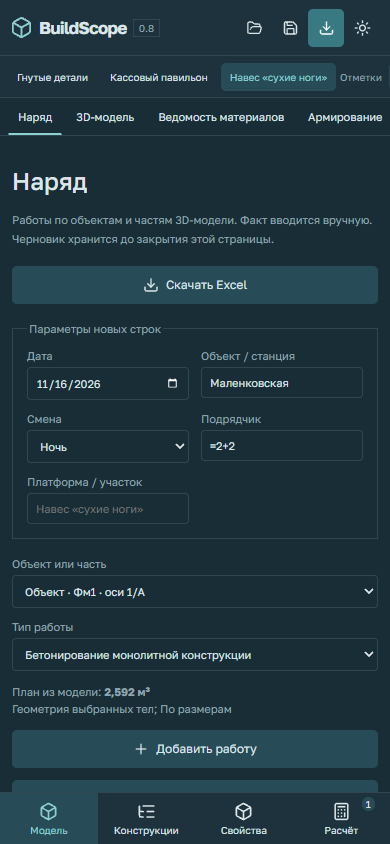 BuildScope 0.8
Гнутые детали Кассовый павильон Навес «сухие ноги» Отметки
Наряд 3D-модель Ведомость материалов Армирование
Наряд
Работы по объектам и частям 3D-модели. Факт вводится вручную.
Черновик хранится до закрытия этой страницы.
Скачать Excel
Параметры новых строк
Дата Объект / станция
11/16/2026 Маленковская
Смена Подрядчик
Ночь =2+2
Платформа / участок
Навес «сухие ноги»
Объект или часть
Объект · Фм1 · оси 1/А
Тип работы
Бетонирование монолитной конструкции
План из модели: 2,592 м³
Геометрия выбранных тел; По размерам
Добавить работу
1
Модель Конструкции Свойства Расчёт